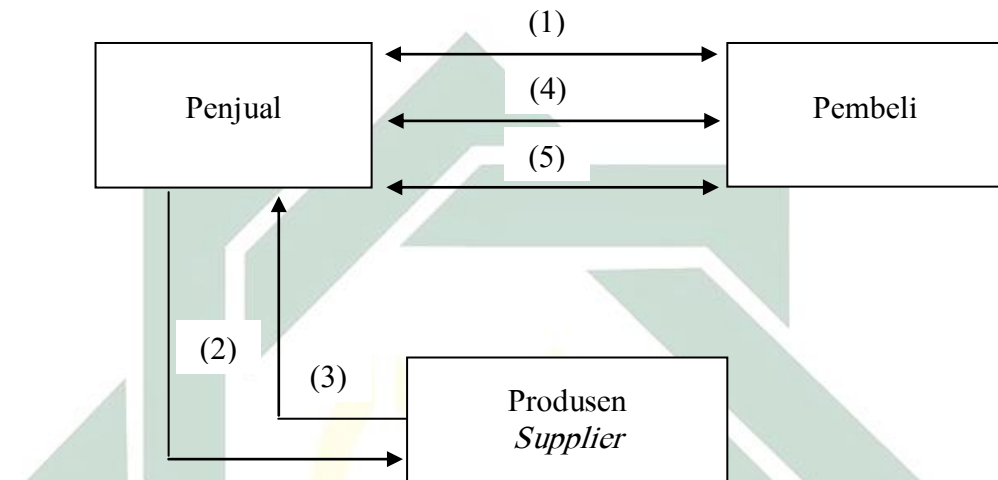 (1)
Penjual
(4)
Pembeli
(5)
(2)
(3)
Produsen
Supplier